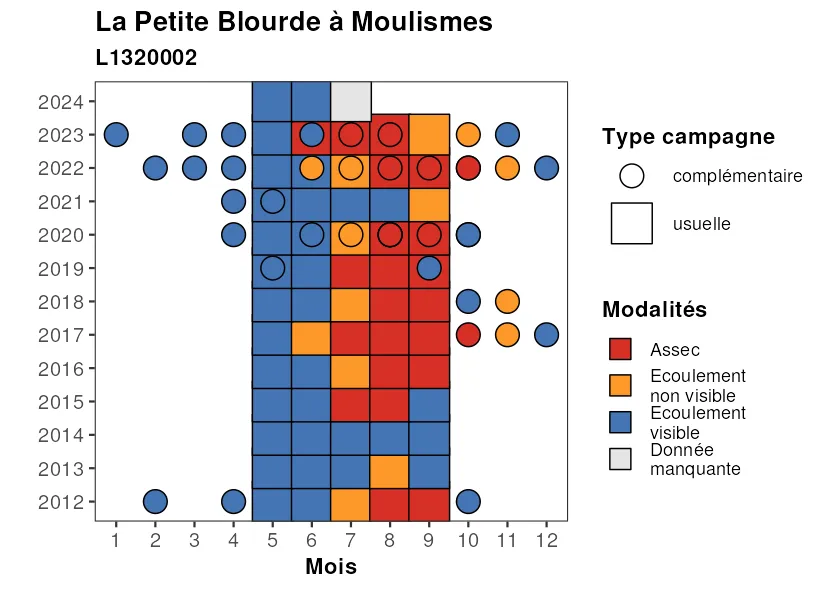 La Petite Blourde à Moulismes
L1320002
2024
2023
2022
2021
2020
2019
2018
2017
2016
2015
2014
2013
2012
1 2 3 4 5 6 7 8 9 10 11 12
Mois
Type campagne
complémentaire
usuelle
Modalités
Assec
Ecoulement
non visible
Ecoulement
visible
Donnée
manquante